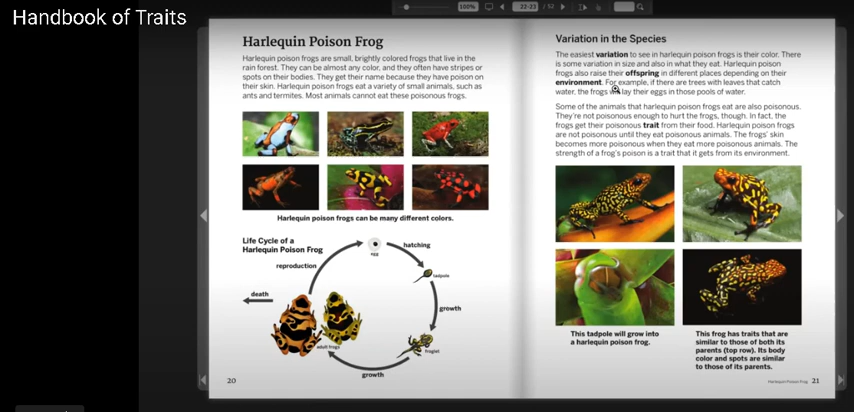 Handbook of Traits
100%
22-23
/ 52
Harlequin Poison Frog
Harlequin poison frogs are small, brightly colored frogs that live in the
rain forest. They can be almost any color, and they often have stripes or
spots on their bodies. They get their name because they have poison on
their skin. Harlequin poison frogs eat a variety of small animals, such as
ants and termites. Most animals cannot eat these poisonous frogs.
Harlequin poison frogs can be many different colors.
Life Cycle of a
Harlequin Poison Frog
egg
hatching
tadpole
growth
froglet
growth
adult frogs
reproduction
death
20
Variation in the Species
The easiest variation to see in harlequin poison frogs is their color. There
is some variation in size and also in what they eat. Harlequin poison
frogs also raise their offspring in different places depending on their
environment. For example, if there are trees with leaves that catch
water, the frogs lay their eggs in those pools of water.
Some of the animals that harlequin poison frogs eat are also poisonous.
They're not poisonous enough to hurt the frogs, though. In fact, the
frogs get their poisonous trait from their food. Harlequin poison frogs
are not poisonous until they eat poisonous animals. The frogs' skin
becomes more poisonous when they eat more poisonous animals. The
strength of a frog's poison is a trait that it gets from its environment.
This tadpole will grow into
a harlequin poison frog.
This frog has traits that are
similar to those of both its
parents (top row). Its body
color and spots are similar
to those of its parents.
Harlequin Poison Frog 21